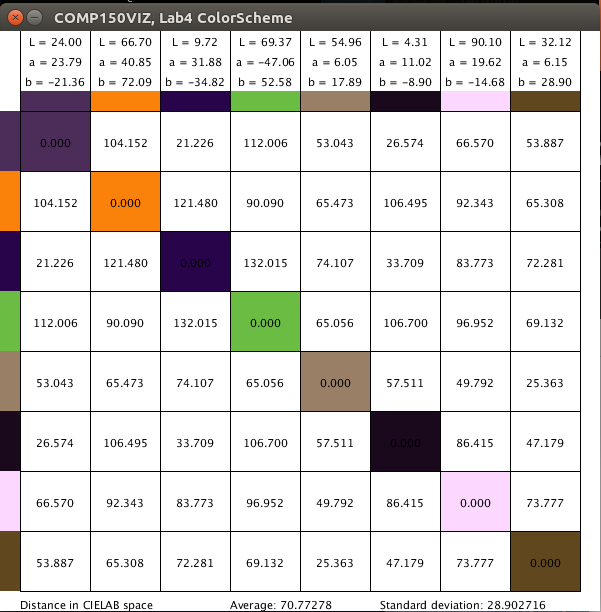 COMP150VIZ, Lab4 ColorScheme
L = 24.00 L = 66.70 L = 9.72 L = 69.37 L = 54.96 L = 4.31 L = 90.10 L = 32.12
a = 23.79 a = 40.85 a = 31.88 a = −47.06 a = 6.05 a = 11.02 a = 19.62 a = 6.15
b = −21.36 b = 72.09 b = −34.82 b = 52.58 b = 17.89 b = −8.90 b = −14.68 b = 28.90
0.000 104.152 21.226 112.006 53.043 26.574 66.570 53.887
104.152 0.000 121.480 90.090 65.473 106.495 92.343 65.308
21.226 121.480 0.000 132.015 74.107 33.709 83.773 72.281
112.006 90.090 132.015 0.000 65.056 106.700 96.952 69.132
53.043 65.473 74.107 65.056 0.000 57.511 49.792 25.363
26.574 106.495 33.709 106.700 57.511 0.000 86.415 47.179
66.570 92.343 83.773 96.952 49.792 86.415 0.000 73.777
53.887 65.308 72.281 69.132 25.363 47.179 73.777 0.000
Distance in CIELAB space Average: 70.77278 Standard deviation: 28.902716